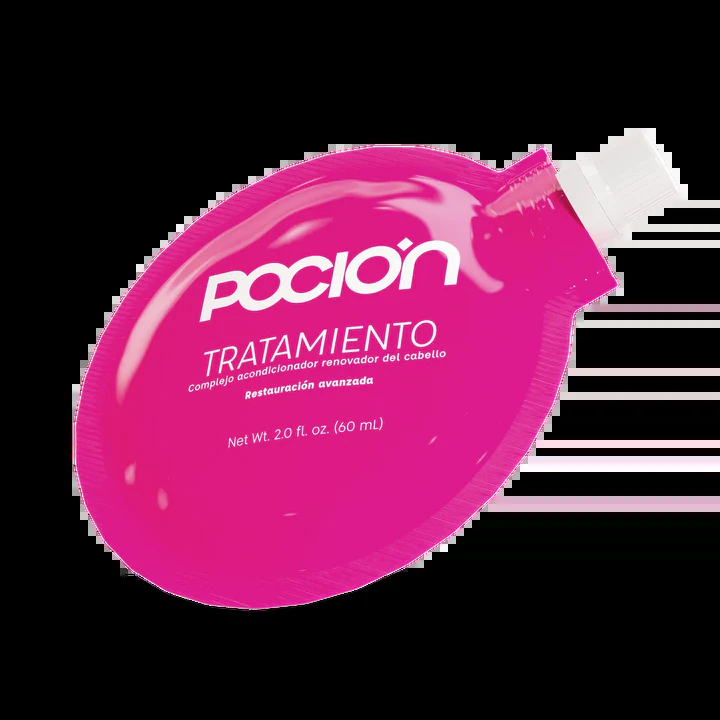 POCIÓN
TRATAMIENTO
Complejo acondicionador renovador del cabello
Restauración avanzada
Net Wt. 2.0 fl. oz. (60 mL)